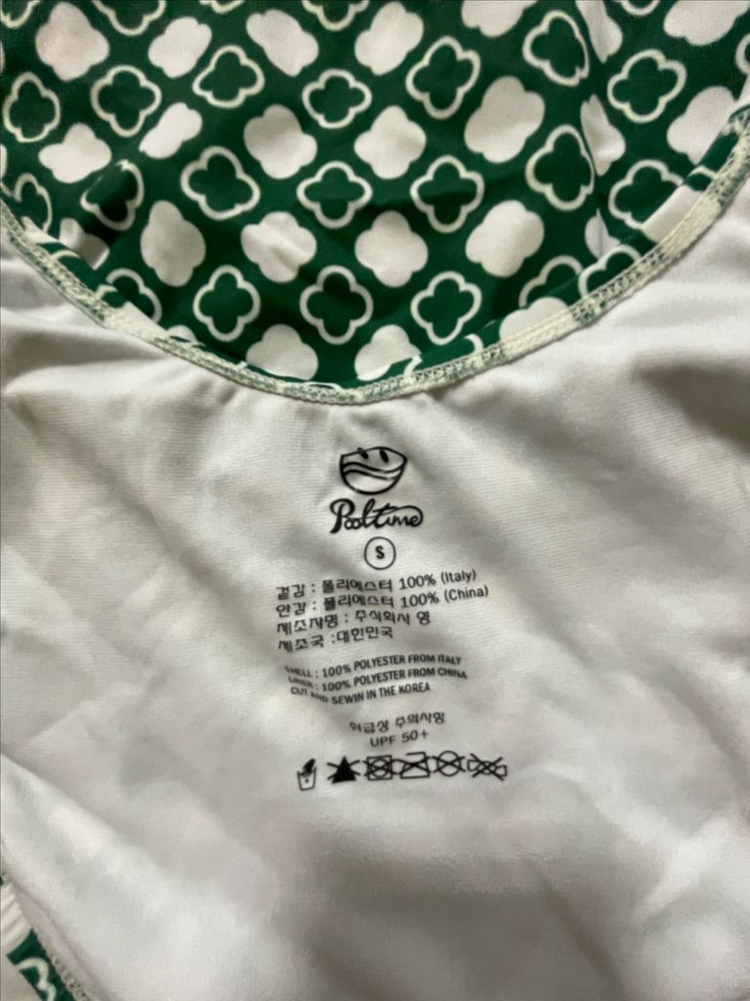 Pooltime
S
겉감 : 폴리에스터 100% (Italy)
안감 : 폴리에스터 100% (China)
제조자명 : 주식회사 영
제조국 :대한민국
SHELL : 100% POLYESTER FROM ITALY
LINER : 100% POLYESTER FROM CHINA
CUT AND SEWIN IN THE KOREA
취급상 주의사항
UPF 50+